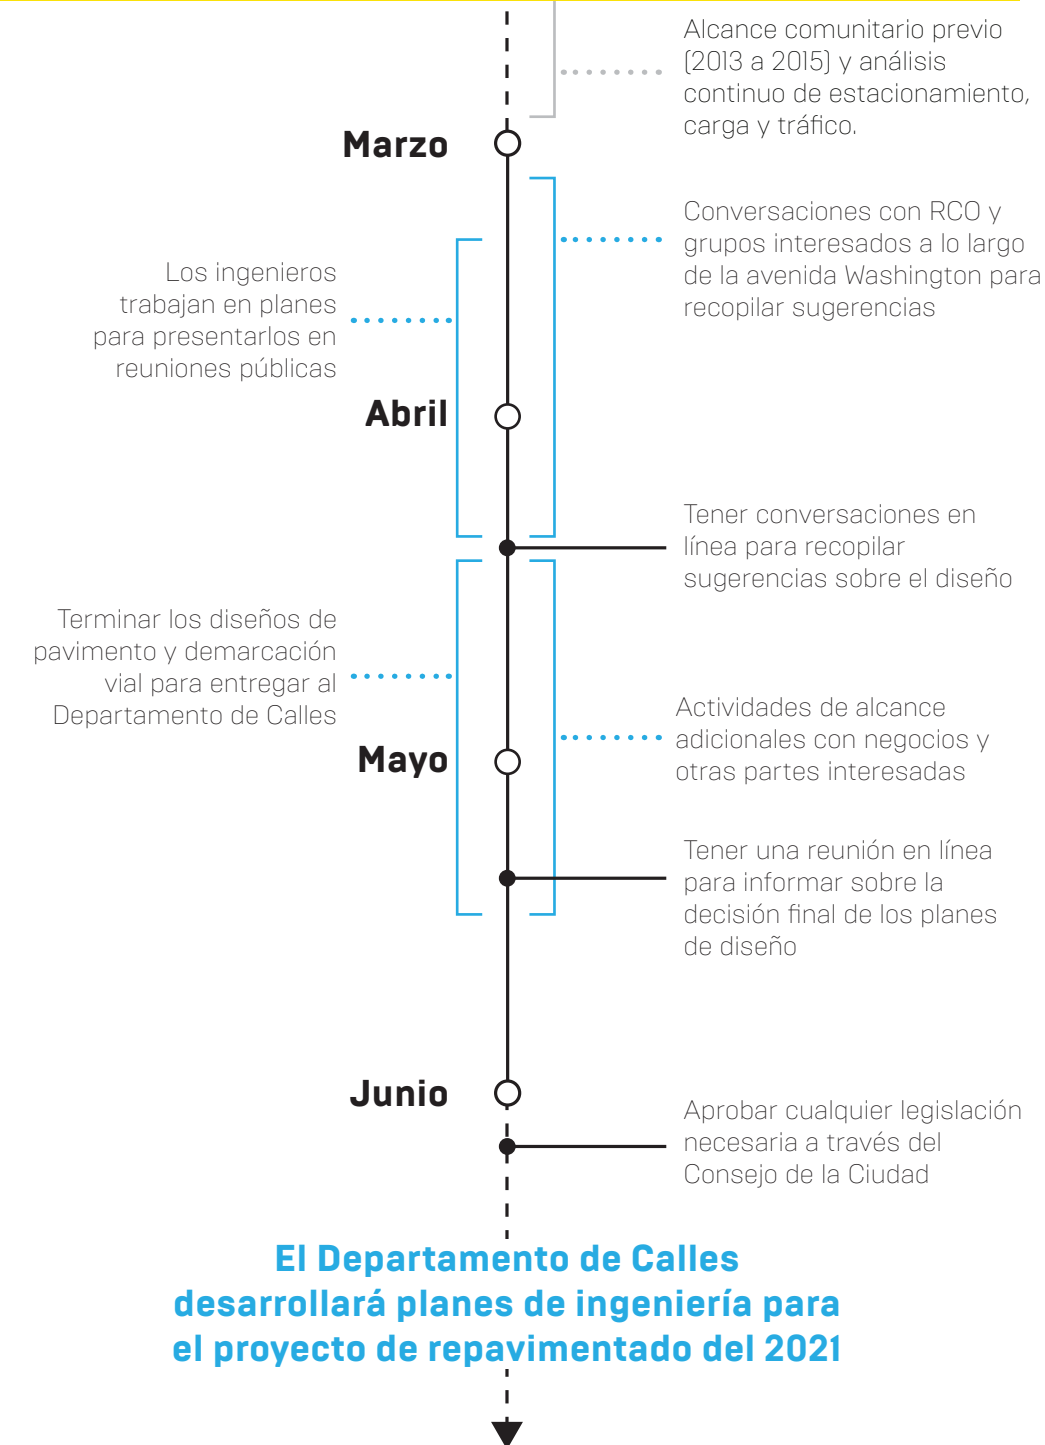 Alcance comunitario previo
(2013 a 2015) y análisis
continuo de estacionamiento,
carga y tráfico.
Marzo
Conversaciones con RCO y
grupos interesados a lo largo
de la avenida Washington para
recopilar sugerencias
Los ingenieros
trabajan en planes
para presentarlos en
reuniones públicas
Abril
Tener conversaciones en
línea para recopilar
sugerencias sobre el diseño
Terminar los diseños de
pavimento y demarcación
vial para entregar al
Departamento de Calles
Actividades de alcance
adicionales con negocios y
otras partes interesadas
Mayo
Tener una reunión en línea
para informar sobre la
decisión final de los planes
de diseño
Junio
Aprobar cualquier legislación
necesaria a través del
Consejo de la Ciudad
El Departamento de Calles
desarrollará planes de ingeniería para
el proyecto de repavimentado del 2021